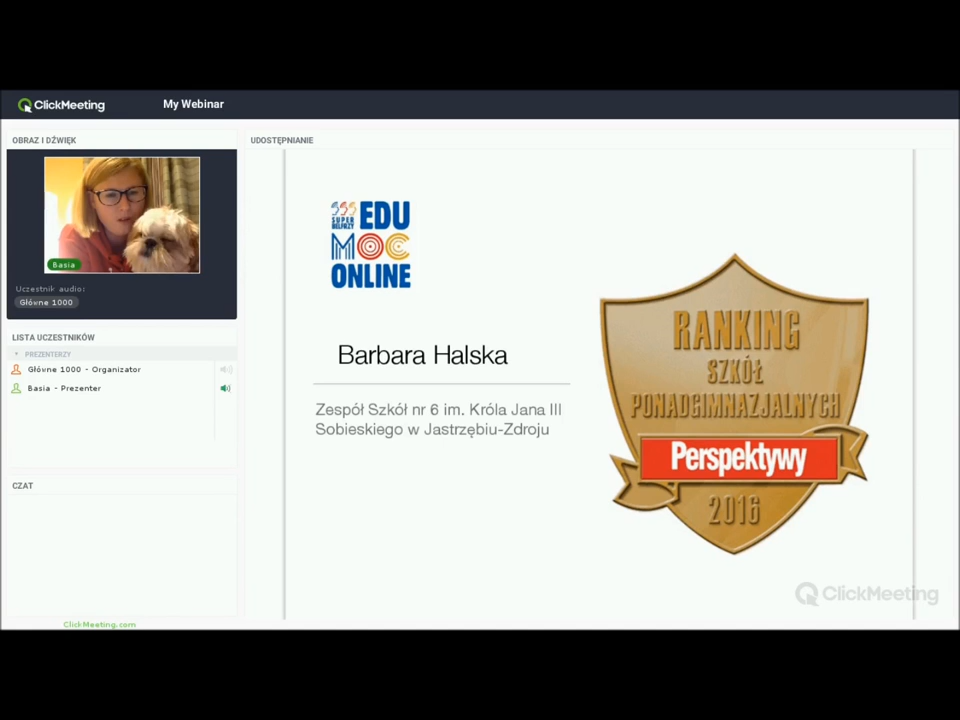 ClickMeeting
My Webinar
OBRAZ I DŹWIĘK
UDOSTĘPNIANIE
Basia
Uczestnik audio:
Główne 1000
LISTA UCZESTNIKÓW
PREZENTERZY
Główne 1000 - Organizator
Basia - Prezenter
CZAT
ClickMeeting.com
SUPER
BELFRZY
EDU
MOC
ONLINE
Barbara Halska
Zespół Szkół nr 6 im. Króla Jana III
Sobieskiego w Jastrzębiu-Zdroju
RANKING
SZKÓŁ
PONADGIMNAZJALNYCH
Perspektywy
2016
ClickMeeting